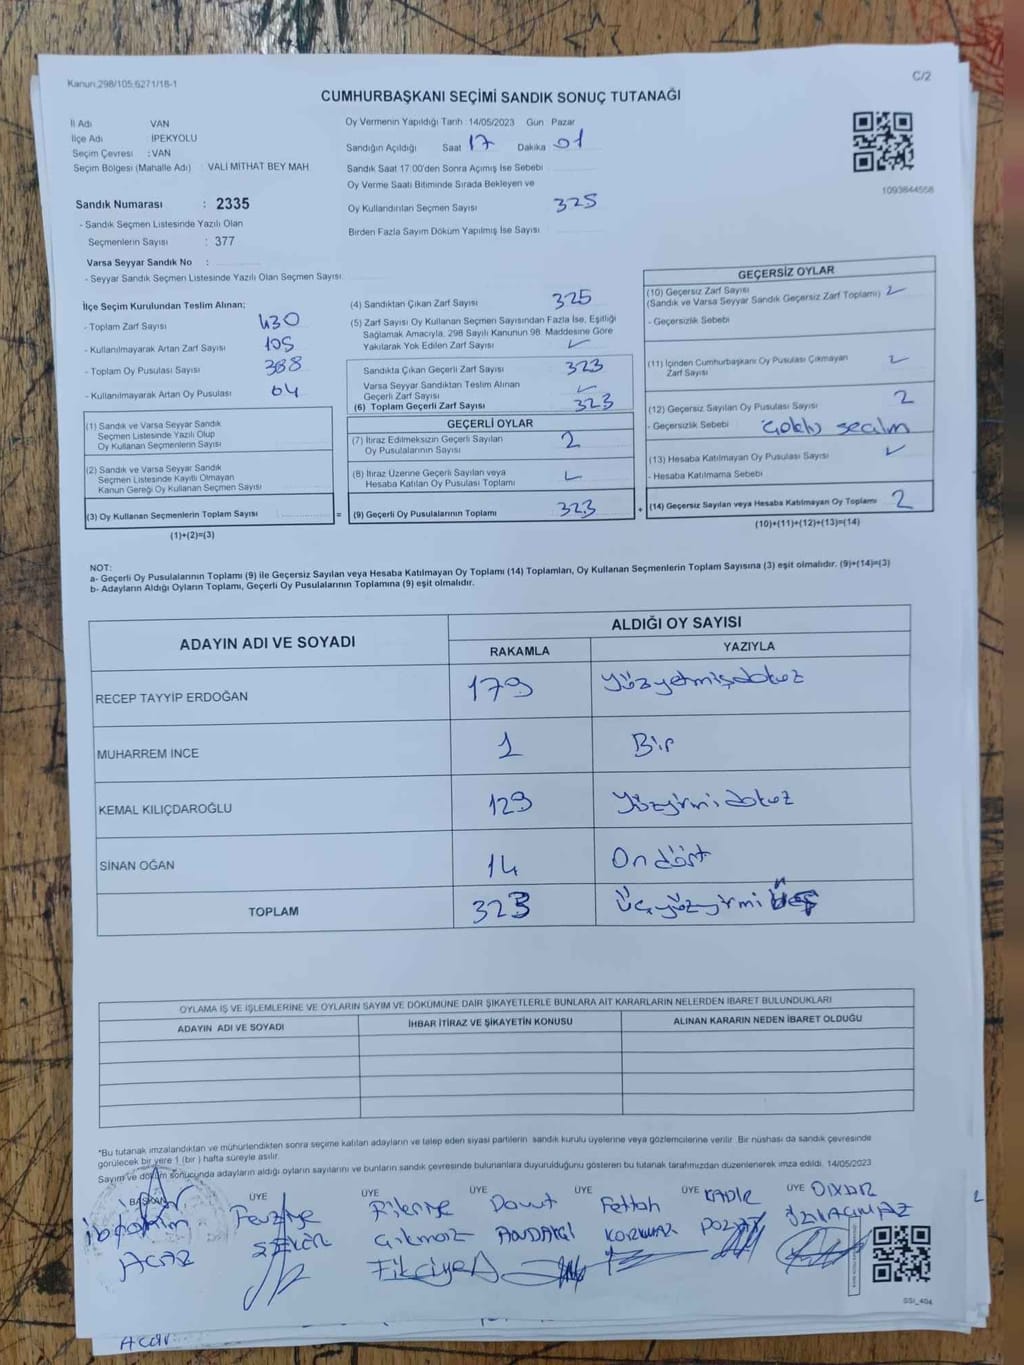 Kanun:298/105,6271/16-1
C/2
CUMHURBAŞKANI SEÇİMİ SANDIK SONUÇ TUTANAĞI
İl Adı VAN
İlçe Adı : İPEKYOLU
Seçim Çevresi : VAN
Seçim Bölgesi (Mahalle Adı) : VALİ MİTHAT BEY MAH
Sandık Numarası : 2335
- Sandık Seçmen Listesinde Yazılı Olan
Seçmenlerin Sayısı : 377
Varsa Seyyar Sandık No :
- Seyyar Sandık Seçmen Listesinde Yazılı Olan Seçmen Sayısı
Oy Vermenin Yapıldığı Tarih :14/05/2023 Gün Pazar
Sandığın Açıldığı Saat 17 Dakika 01
Sandık Saat 17:00'den Sonra Açımış İse Sebebi
Oy Verme Saati Bitiminde Sırada Bekleyen ve
Oy Kullandırılan Seçmen Sayısı 325
Birden Fazla Sayım Döküm Yapılmış İse Sayısı
1093844558
İlçe Seçim Kurulundan Teslim Alınan;
- Toplam Zarf Sayısı 430
- Kullanılmayarak Artan Zarf Sayısı 105
- Toplam Oy Pusulası Sayısı 388
- Kullanılmayarak Artan Oy Pusulası 64
(1) Sandık ve Varsa Seyyar Sandık
Seçmen Listesinde Yazılı Olup
Oy Kullanan Seçmenlerin Sayısı
(2) Sandık ve Varsa Seyyar Sandık
Seçmen Listesinde Kayıtlı Olmayan
Kanun Gereği Oy Kullanan Seçmen Sayısı
(3) Oy Kullanan Seçmenlerin Toplam Sayısı =
(1)+(2)=(3)
(4) Sandıktan Çıkan Zarf Sayısı 325
(5) Zarf Sayısı Oy Kullanan Seçmen Sayısından Fazla İse, Eşitliği
Sağlamak Amacıyla, 298 Sayılı Kanunun 98. Maddesine Göre
Yakılarak Yok Edilen Zarf Sayısı
Sandıkta Çıkan Geçerli Zarf Sayısı 323
Varsa Seyyar Sandıktan Teslim Alınan
Geçerli Zarf Sayısı
(6) Toplam Geçerli Zarf Sayısı 323
GEÇERLİ OYLAR
(7) İtiraz Edilmeksizin Geçerli Sayılan
Oy Pusulasının Sayısı 2
(8) İtiraz Üzerine Geçerli Sayılan veya
Hesaba Katılan Oy Pusulası Toplamı
(9) Geçerli Oy Pusulalarının Toplamı 323 +
GEÇERSİZ OYLAR
(10) Geçersiz Zarf Sayısı
(Sandık ve Varsa Seyyar Sandık Geçersiz Zarf Toplamı)
- Geçersizlik Sebebi
(11) İçinden Cumhurbaşkanı Oy Pusulası Çıkmayan
Zarf Sayısı
(12) Geçersiz Sayılan Oy Pusulası Sayısı 2
- Geçersizlik Sebebi çoklu seçim
(13) Hesaba Katılmayan Oy Pusulası Sayısı
- Hesaba Katılmama Sebebi
(14) Geçersiz Sayılan veya Hesaba Katılmayan Oy Toplamı 2
(10)+(11)+(12)+(13)=(14)
NOT:
a- Geçerli Oy Pusulalarının Toplamı (9) ile Geçersiz Sayılan veya Hesaba Katılmayan Oy Toplamı (14) Toplamları, Oy Kullanan Seçmenlerin Toplam Sayısına (3) eşit olmalıdır. (9)+(14)=(3)
b- Adayların Aldığı Oyların Toplamı, Geçerli Oy Pusulalarının Toplamına (9) eşit olmalıdır.
ADAYIN ADI VE SOYADI
ALDIĞI OY SAYISI
RAKAMLA YAZIYLA
RECEP TAYYİP ERDOĞAN 179 Yüzyetmişdokuz
MUHARREM İNCE 1 Bir
KEMAL KILIÇDAROĞLU 129 Yüzyirmidokuz
SİNAN OĞAN 14 On dört
TOPLAM 323 Üçyüzyirmi
OYLAMA İŞ VE İŞLEMLERİNE VE OYLARIN SAYIM VE DÖKÜMÜNE DAİR ŞİKAYETLERLE BUNLARA AİT KARARLARIN NELERDEN İBARET BULUNDUKLARI
ADAYIN ADI VE SOYADI İHBAR İTİRAZ VE ŞİKAYETİN KONUSU ALINAN KARARIN NEDEN İBARET OLDUĞU
*Bu tutanak imzalandıktan ve mühürlendikten sonra seçime katılan adayların ve talep eden siyasi partilerin sandık kurulu üyelerine veya gözlemcilerine verilir. Bir nüshası da sandık çevresinde
görülecek bir yere 1 (bir ) hafta süreyle asılır.
Sayım ve döküm sonucunda adayların aldığı oyların sayılarını ve bunların sandık çevresinde bulunanlara duyurulduğunu gösteren bu tutanak tarafımızdan düzenlenerek imza edildi. 14/05/2023
BAŞKAN ÜYE ÜYE ÜYE ÜYE ÜYE ÜYE
İbrahim Fevziye Davut Fettah KADİR
ACAR KORKMAZ
SSİ_404
Acar